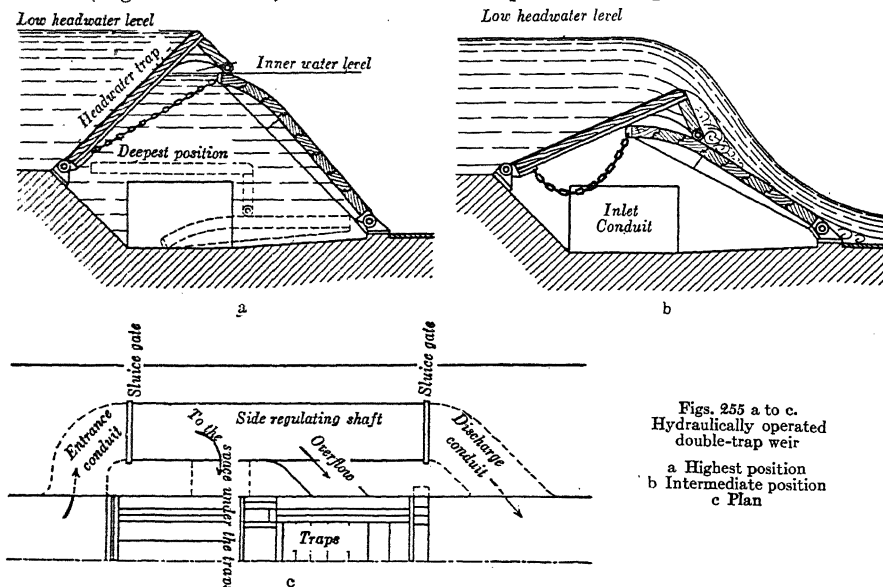 Low headwater level
Headwater trap
Inner water level
Deepest position
a
Low headwater level
Inlet
Conduit
b
Sluice gate
Sluice gate
Entrance
conduit
To the
space under the traps
Side regulating shaft
Overflow
Discharge
conduit
Traps
c
Figs. 255 a to c.
Hydraulically operated
double-trap weir
a Highest position
b Intermediate position
c Plan